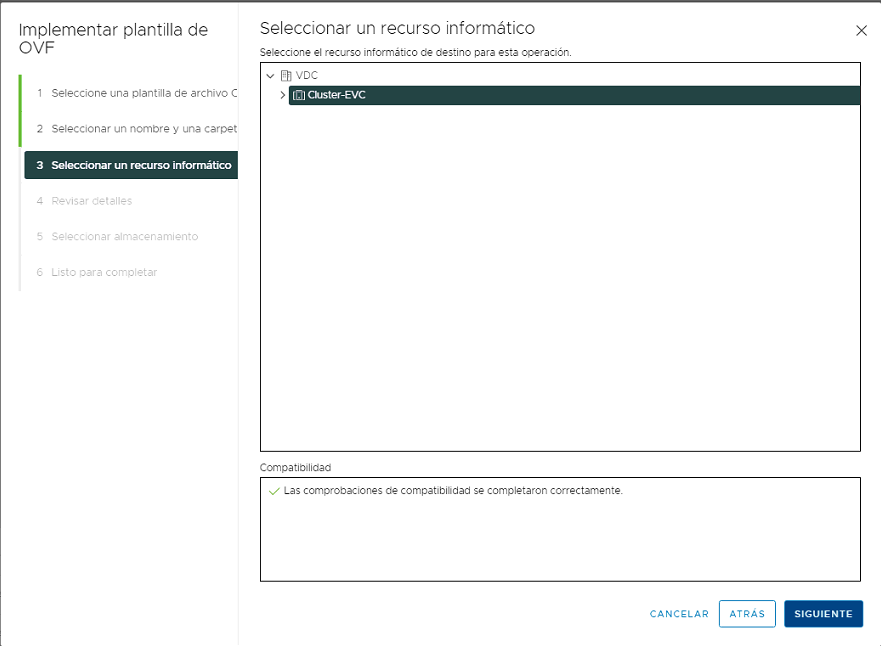 Implementar plantilla de
OVF
1 Seleccione una plantilla de archivo O
2 Seleccionar un nombre y una carpet
3 Seleccionar un recurso informático
4 Revisar detalles
5 Seleccionar almacenamiento
6 Listo para completar
Seleccionar un recurso informático
Seleccione el recurso informático de destino para esta operación.
VDC
Cluster-EVC
Compatibilidad
Las comprobaciones de compatibilidad se completaron correctamente.
CANCELAR ATRÁS SIGUIENTE